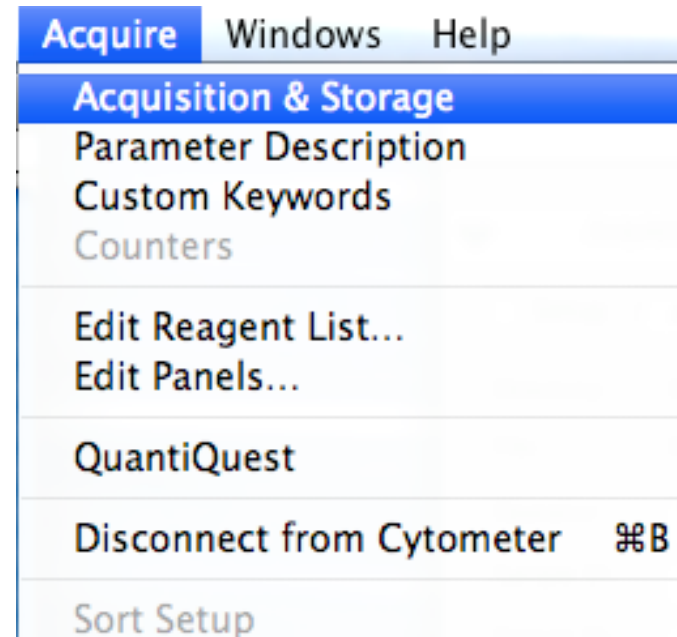 Acquire Windows Help
Acquisition & Storage
Parameter Description
Custom Keywords
Counters
Edit Reagent List...
Edit Panels...
QuantiQuest
Disconnect from Cytometer ⌘B
Sort Setup